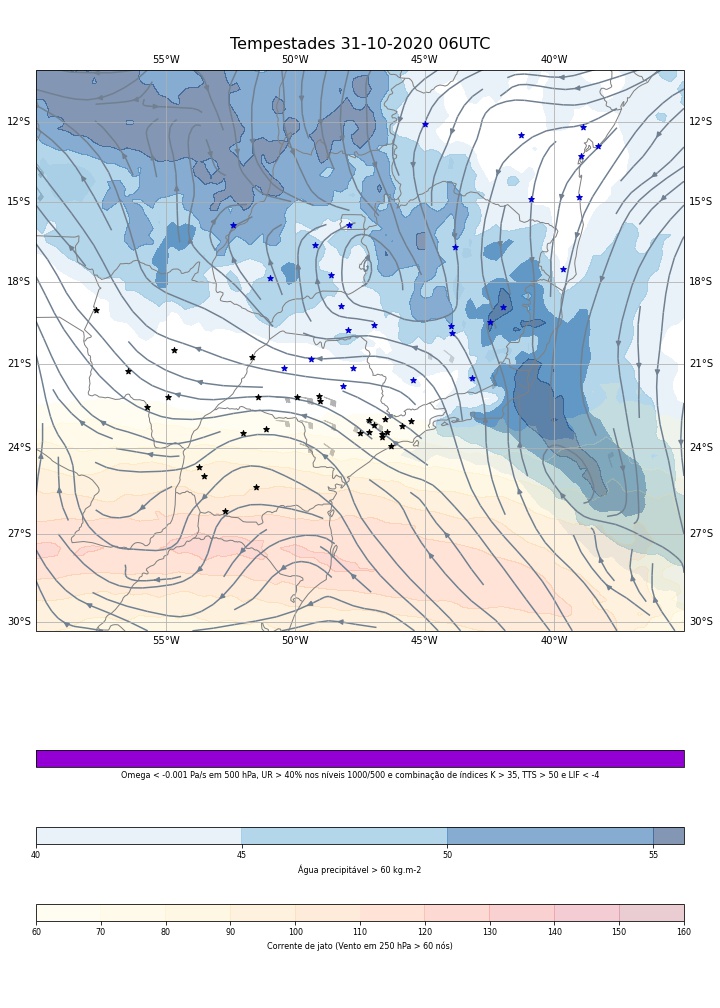 Tempestades 31-10-2020 06UTC
55°W 50°W 45°W 40°W
12°S 12°S
15°S 15°S
18°S 18°S
21°S 21°S
24°S 24°S
27°S 27°S
30°S 30°S
55°W 50°W 45°W 40°W
Omega < -0.001 Pa/s em 500 hPa, UR > 40% nos níveis 1000/500 e combinação de índices K > 35, TTS > 50 e LIF < -4
40 45 50 55
Água precipitável > 60 kg.m-2
60 70 80 90 100 110 120 130 140 150 160
Corrente de jato (Vento em 250 hPa > 60 nós)